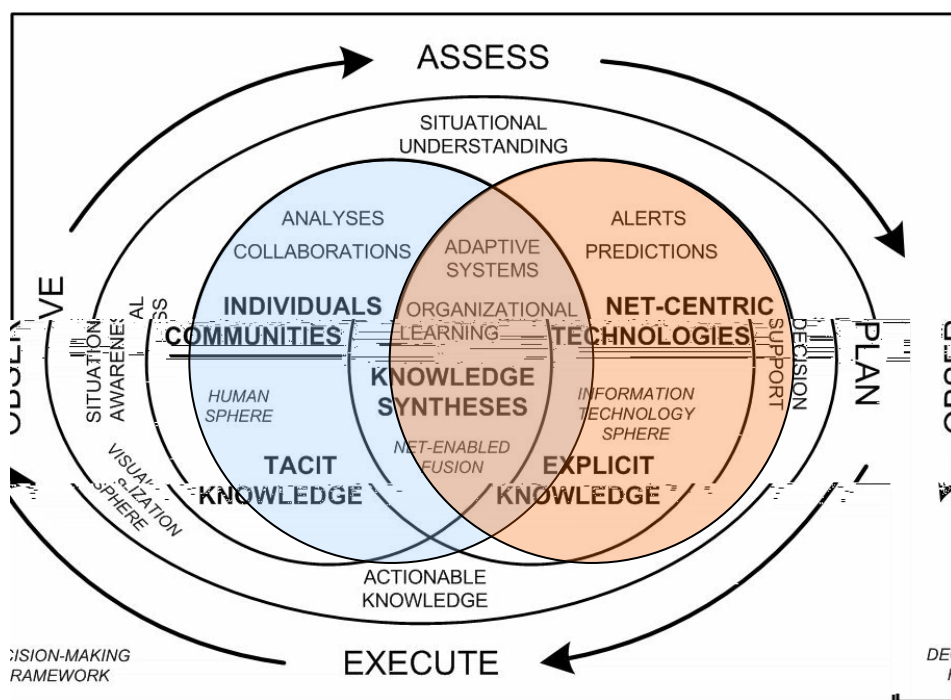 ASSESS
SITUATIONAL
UNDERSTANDING
ANALYSES
COLLABORATIONS
ADAPTIVE
SYSTEMS
ALERTS
PREDICTIONS
INDIVIDUALS
COMMUNITIES
ORGANIZATIONAL
LEARNING
NET-CENTRIC
TECHNOLOGIES
SITUATION
DECISION
SUPPORT
PLAN
KNOWLEDGE
SYNTHESES
HUMAN
SPHERE
INFORMATION
TECHNOLOGY
SPHERE
NET-ENABLED
FUSION
TACIT
KNOWLEDGE
EXPLICIT
KNOWLEDGE
SPHERE
ACTIONABLE
KNOWLEDGE
EXECUTE
CISION-MAKING
RAMEWORK